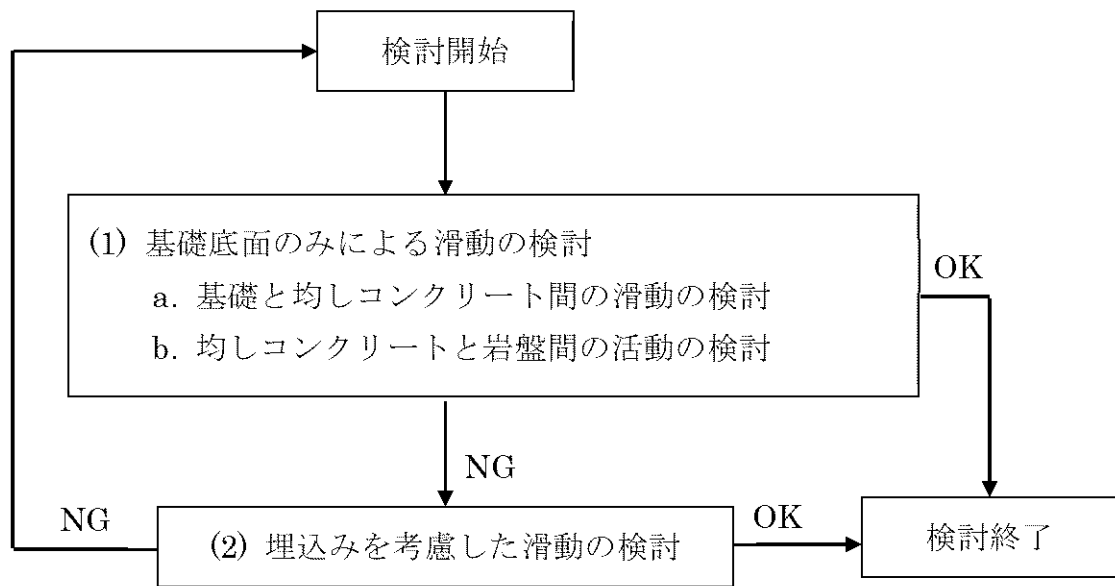 検討開始
(1) 基礎底面のみによる滑動の検討
a. 基礎と均しコンクリート間の滑動の検討
b. 均しコンクリートと岩盤間の活動の検討
OK
NG
NG
(2) 埋込みを考慮した滑動の検討
OK
検討終了